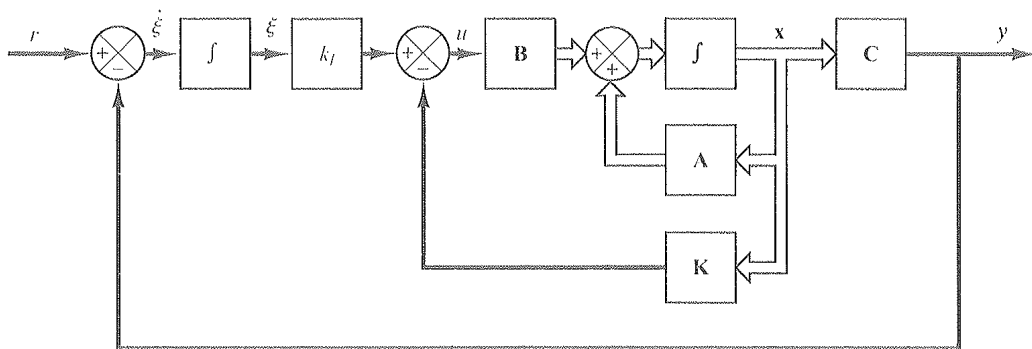 r + − ξ̇ ∫ ξ k_I + − u B + + ∫ x C y
A
K